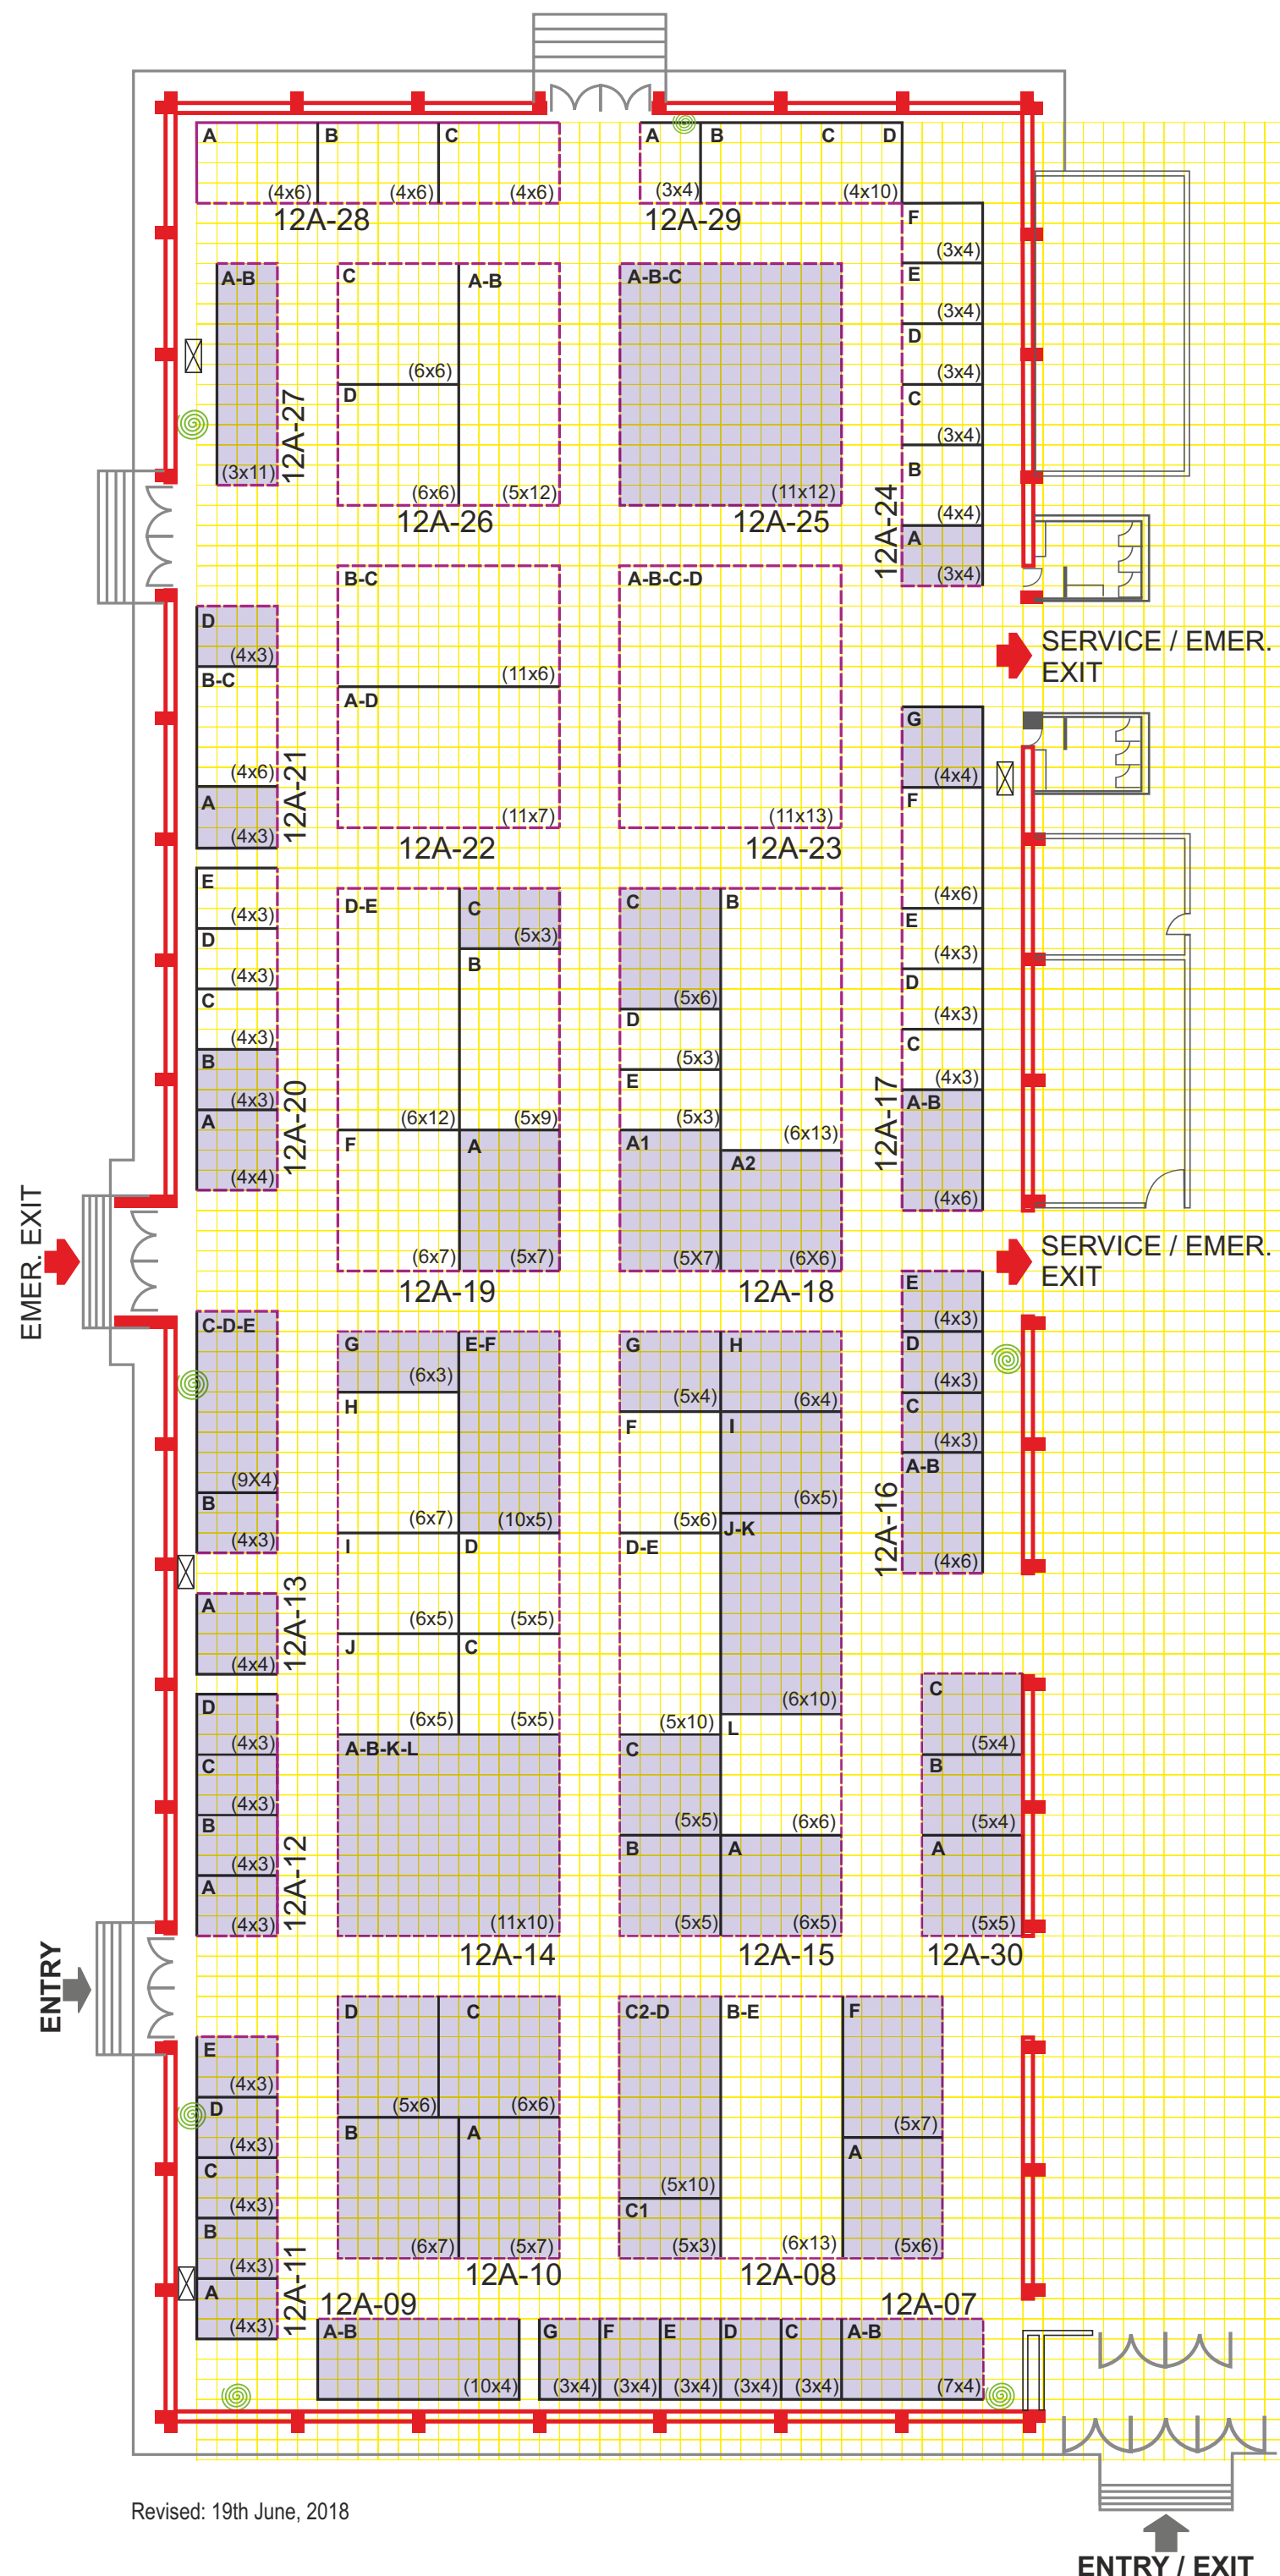 A
B
C
(4x6)
(4x6)
(4x6)
12A-28
A
B
C
D
(3x4)
(4x10)
12A-29
F
(3x4)
E
(3x4)
D
(3x4)
C
(3x4)
B
(4x4)
A
(3x4)
12A-24
A-B
(3x11)
12A-27
C
(6x6)
A-B
D
(6x6)
(5x12)
12A-26
A-B-C
(11x12)
12A-25
SERVICE / EMER.
EXIT
D
(4x3)
B-C
(4x6)
A
(4x3)
12A-21
B-C
(11x6)
A-D
(11x7)
12A-22
A-B-C-D
(11x13)
12A-23
G
(4x4)
F
(4x6)
E
(4x3)
D
(4x3)
C
(4x3)
A-B
(4x6)
12A-17
E
(4x3)
D
(4x3)
C
(4x3)
B
(4x3)
A
(4x4)
12A-20
D-E
(6x12)
C
(5x3)
B
(5x9)
F
(6x7)
A
(5x7)
12A-19
C
(5x6)
D
(5x3)
E
(5x3)
A1
(5X7)
B
(6x13)
A2
(6X6)
12A-18
EMER. EXIT
SERVICE / EMER.
EXIT
C-D-E
(9X4)
B
(4x3)
A
(4x4)
12A-13
G
(6x3)
E-F
(10x5)
H
(6x7)
I
(6x5)
D
(5x5)
J
(6x5)
C
(5x5)
A-B-K-L
(11x10)
12A-14
G
(5x4)
H
(6x4)
F
(5x6)
I
(6x5)
D-E
(5x10)
J-K
(6x10)
C
(5x5)
L
(6x6)
B
(5x5)
A
(6x5)
12A-15
E
(4x3)
D
(4x3)
C
(4x3)
A-B
(4x6)
12A-16
D
(4x3)
C
(4x3)
B
(4x3)
A
(4x3)
12A-12
C
(5x4)
B
(5x4)
A
(5x5)
12A-30
ENTRY
E
(4x3)
D
(4x3)
C
(4x3)
B
(4x3)
A
(4x3)
12A-11
D
(5x6)
C
(6x6)
B
(6x7)
A
(5x7)
12A-10
C2-D
(5x10)
C1
(5x3)
B-E
(6x13)
F
(5x7)
A
(5x6)
12A-08
12A-09
A-B
(10x4)
12A-07
G
(3x4)
F
(3x4)
E
(3x4)
D
(3x4)
C
(3x4)
A-B
(7x4)
Revised: 19th June, 2018
ENTRY / EXIT